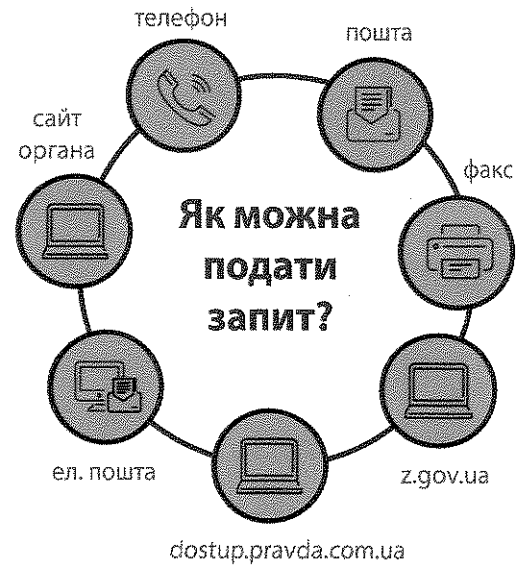 телефон
пошта
сайт
органа
факс
Як можна
подати
запит?
ел. пошта
z.gov.ua
dostup.pravda.com.ua